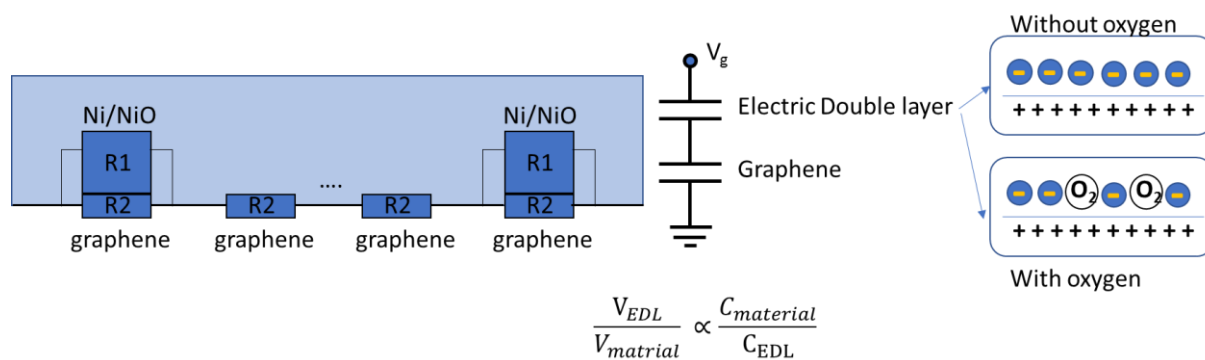 Ni/NiO
R1
R2
graphene
R2
graphene
....
R2
graphene
Ni/NiO
R1
R2
graphene
V_g
Electric Double layer
Graphene
Without oxygen
- - - - - -
+ + + + + + + + + +
- - O₂ - O₂ -
+ + + + + + + + + +
With oxygen
V_EDL / V_matrial ∝ C_material / C_EDL